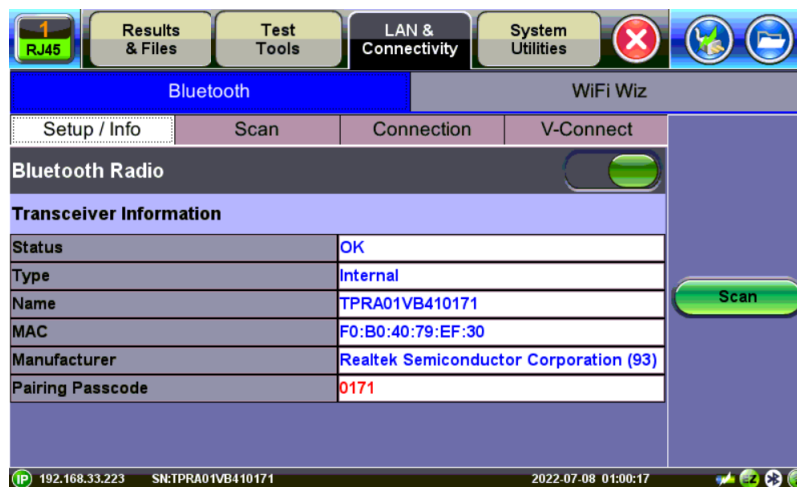 1
RJ45
Results
& Files
Test
Tools
LAN &
Connectivity
System
Utilities
Bluetooth
WiFi Wiz
Setup / Info
Scan
Connection
V-Connect
Bluetooth Radio
Transceiver Information
Status OK
Type Internal
Name TPRA01VB410171
MAC F0:B0:40:79:EF:30
Manufacturer Realtek Semiconductor Corporation (93)
Pairing Passcode 0171
Scan
IP 192.168.33.223 SN:TPRA01VB410171 2022-07-08 01:00:17 EZ